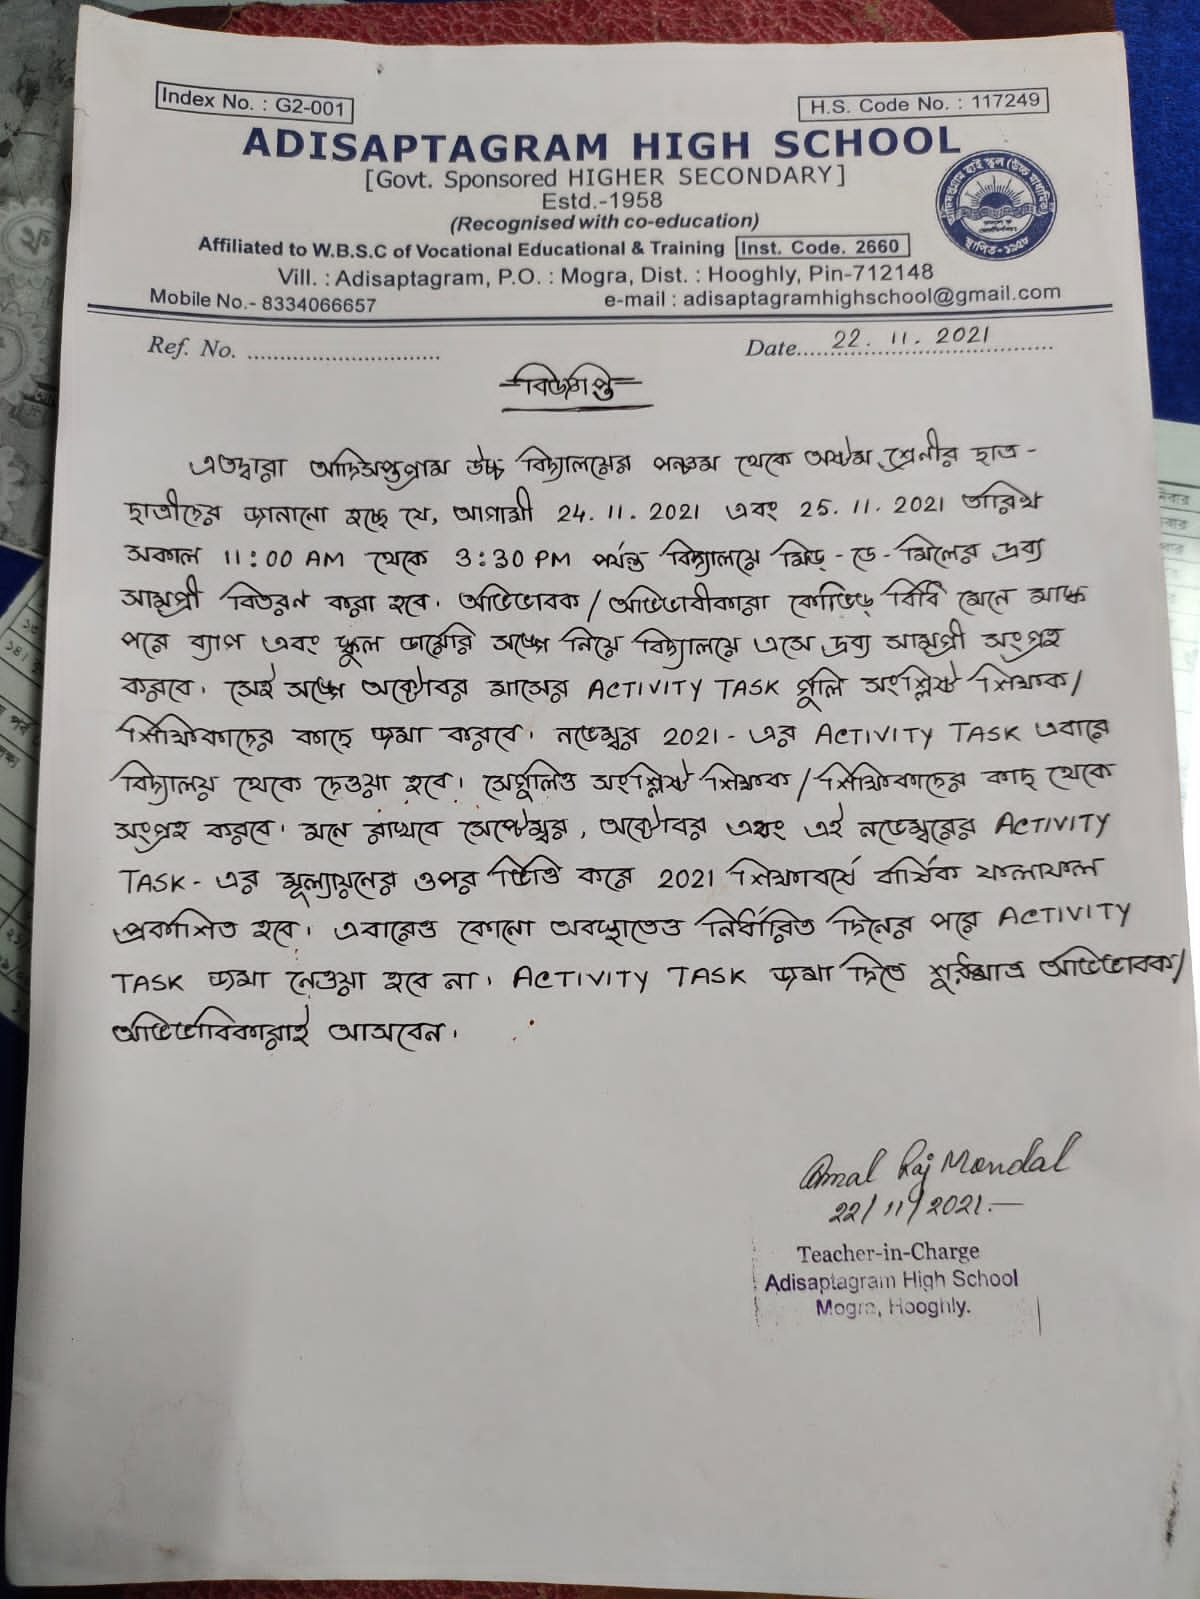 Index No. : G2-001
H.S. Code No. : 117249
ADISAPTAGRAM HIGH SCHOOL
[Govt. Sponsored HIGHER SECONDARY]
Estd.-1958
(Recognised with co-education)
Affiliated to W.B.S.C of Vocational Educational & Training Inst. Code. 2660
Vill. : Adisaptagram, P.O. : Mogra, Dist. : Hooghly, Pin-712148
Mobile No.- 8334066657 e-mail : adisaptagramhighschool@gmail.com
Ref. No. .............................. Date.... 22. 11. 2021
বিজ্ঞপ্তি
এতদ্বারা আদিসপ্তগ্রাম উচ্চ বিদ্যালয়ের পঞ্চম থেকে অষ্টম শ্রেনীর ছাত্র-
ছাত্রীদের জানানো হচ্ছে যে, আগামী 24. 11. 2021 এবং 25. 11. 2021 তারিখ
সকাল 11:00 AM থেকে 3:30 PM পর্যন্ত বিদ্যালয়ে মিড্-ডে-মিলের দ্রব্য
সামগ্রী বিতরন করা হবে। অভিভাবক/অভিভাবীকারা কোভিড্ বিধি মেনে মাস্ক
পরে ব্যাগ এবং স্কুল ডায়েরি সঙ্গে নিয়ে বিদ্যালয়ে এসে দ্রব্য সামগ্রী সংগ্রহ
করবে। সেই সঙ্গে অক্টোবর মাসের ACTIVITY TASK গুলি সংশ্লিষ্ট শিক্ষক/
শিক্ষিকাদের কাছে জমা করবে। নভেম্বর 2021-এর ACTIVITY TASK এবারে
বিদ্যালয় থেকে দেওয়া হবে। সেগুলিও সংশ্লিষ্ট শিক্ষক/শিক্ষিকাদের কাছ থেকে
সংগ্রহ করবে। মনে রাখবে সেপ্টেম্বর, অক্টোবর এবং এই নভেম্বরের ACTIVITY
TASK-এর মূল্যায়নের ওপর ভিত্তি করে 2021 শিক্ষাবর্ষে বার্ষিক ফলাফল
প্রকাশিত হবে। এবারেও কোনো অবস্থাতেও নির্ধারিত দিনের পরে ACTIVITY
TASK জমা নেওয়া হবে না। ACTIVITY TASK জমা দিতে শুধুমাত্র অভিভাবক/
অভিভাবিকারাই আসবেন।
Amal Raj Mondal
22/11/2021.
Teacher-in-Charge
Adisaptagram High School
Mogra, Hooghly.